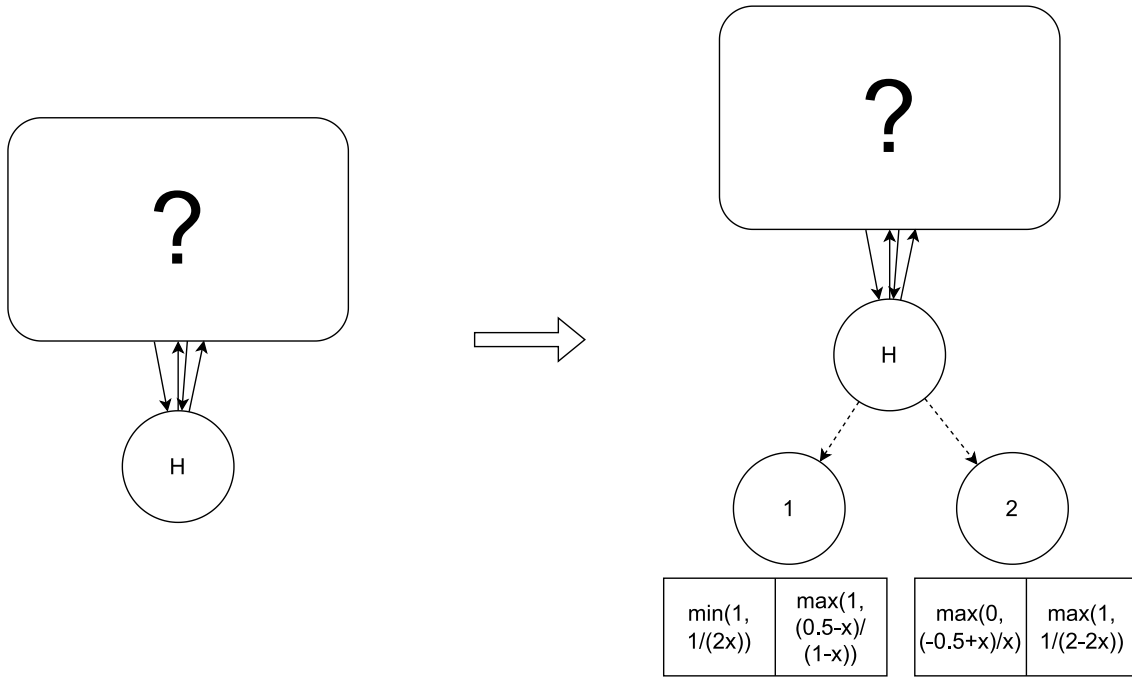 ?
H
?
H
1
2
min(1,
1/(2x))
max(1,
(0.5-x)/
(1-x))
max(0,
(-0.5+x)/x)
max(1,
1/(2-2x))